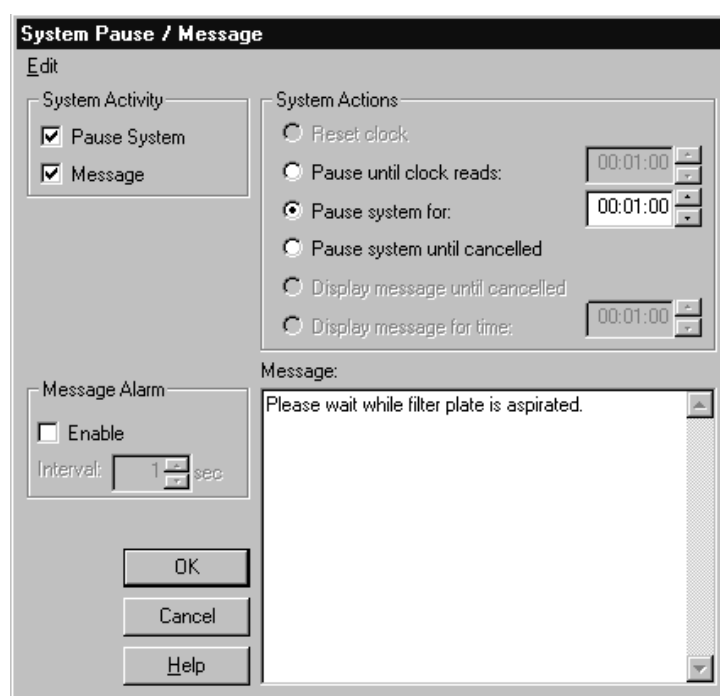 System Pause / Message
Edit
System Activity
Pause System
Message
System Actions
Reset clock
Pause until clock reads: 00:01:00
Pause system for: 00:01:00
Pause system until cancelled
Display message until cancelled
Display message for time: 00:01:00
Message Alarm
Enable
Interval: 1 sec
Message:
Please wait while filter plate is aspirated.
OK
Cancel
Help